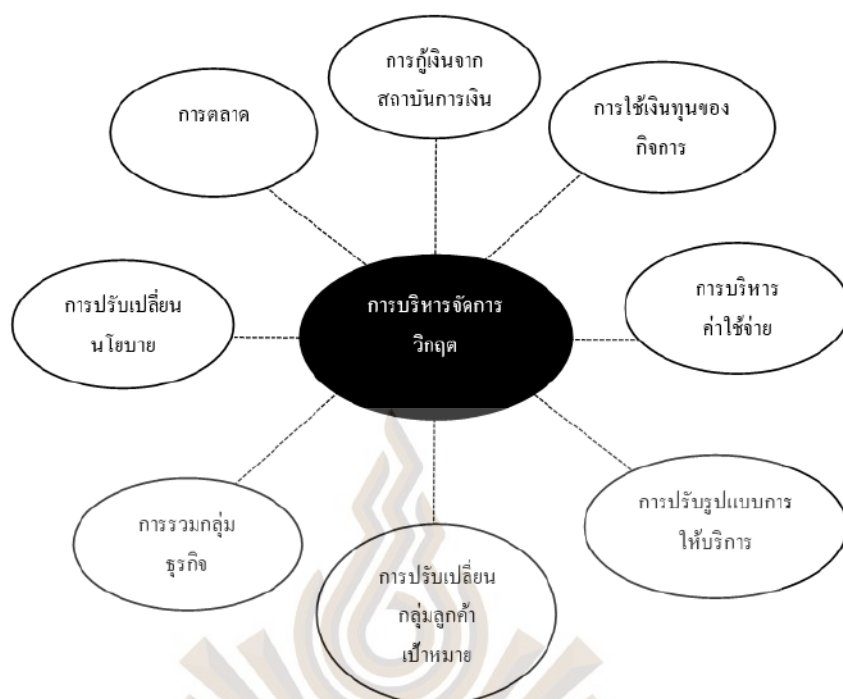 การกู้เงินจาก
สถาบันการเงิน
การตลาด
การใช้เงินทุนของ
กิจการ
การบริหาร
ค่าใช้จ่าย
การบริหารจัดการ
วิกฤต
การปรับเปลี่ยน
นโยบาย
การปรับรูปแบบการ
ให้บริการ
การรวมกลุ่ม
ธุรกิจ
การปรับเปลี่ยน
กลุ่มลูกค้า
เป้าหมาย